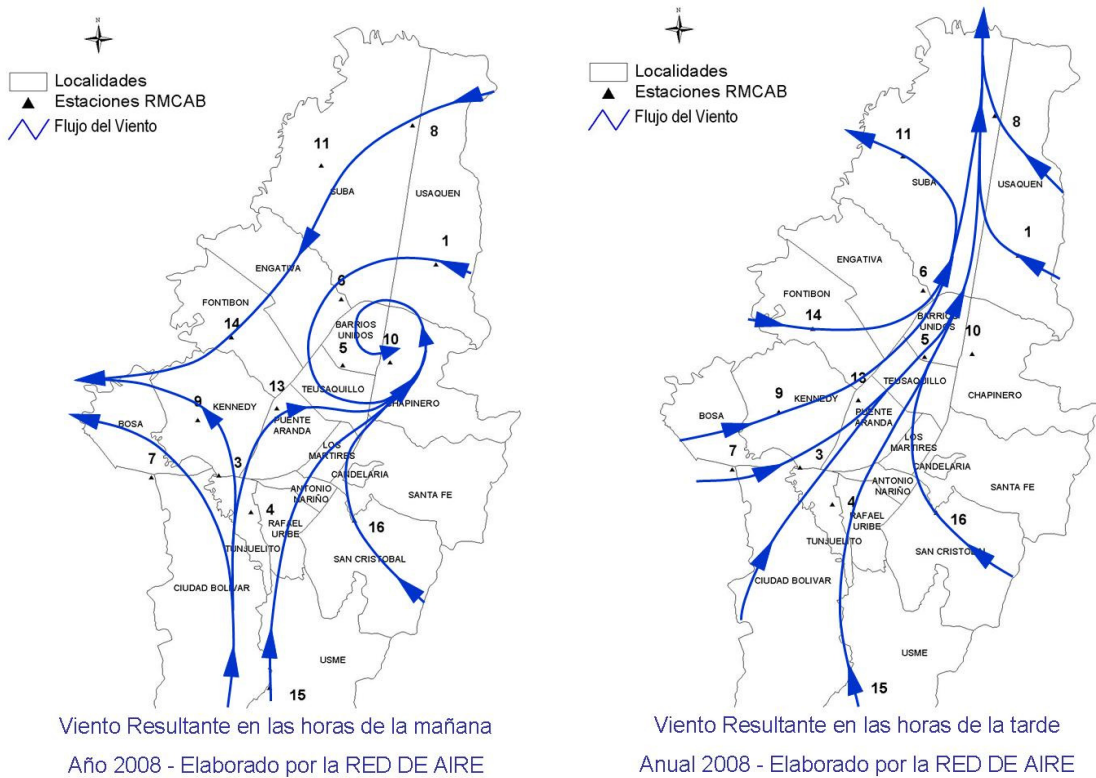 N
Localidades
Estaciones RMCAB
Flujo del Viento
8
11
SUBA
USAQUEN
1
ENGATIVA
6
FONTIBON
14
BARRIOS
UNIDOS
10
5
TEUSAQUILLO
13
CHAPINERO
9
KENNEDY
PUENTE
ARANDA
BOSA
LOS
MARTIRES
7
3
CANDELARIA
ANTONIO
NARIÑO
SANTA FE
4
RAFAEL
URIBE
16
TUNJUELITO
SAN CRISTOBAL
CIUDAD BOLIVAR
USME
15
Viento Resultante en las horas de la mañana
Año 2008 - Elaborado por la RED DE AIRE
N
Localidades
Estaciones RMCAB
Flujo del Viento
8
11
SUBA
USAQUEN
1
ENGATIVA
6
FONTIBON
14
BARRIOS
UNIDOS
10
5
TEUSAQUILLO
13
CHAPINERO
9
KENNEDY
PUENTE
ARANDA
BOSA
LOS
MARTIRES
7
3
CANDELARIA
ANTONIO
NARIÑO
SANTA FE
4
RAFAEL
URIBE
16
TUNJUELITO
SAN CRISTOBAL
CIUDAD BOLIVAR
USME
15
Viento Resultante en las horas de la tarde
Anual 2008 - Elaborado por la RED DE AIRE